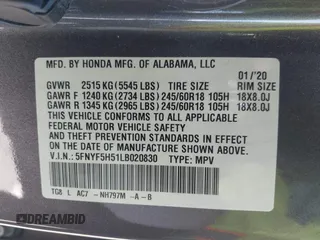 MFD. BY HONDA MFG. OF ALABAMA, LLC
01/'20
GVWR 2515 KG (5545 LBS) TIRE SIZE RIM SIZE
GAWR F 1240 KG (2734 LBS) 245/60R18 105H 18X8.0J
GAWR R 1345 KG (2965 LBS) 245/60R18 105H 18X8.0J
THIS VEHICLE CONFORMS TO ALL APPLICABLE
FEDERAL MOTOR VEHICLE SAFETY STANDARDS IN EFFECT
ON THE DATE OF MANUFACTURE SHOWN ABOVE.
V.I.N.: 5FNYF5H51LB020830 TYPE: MPV
TG8 L AC7 -NH797M -A-B
DREAMBID